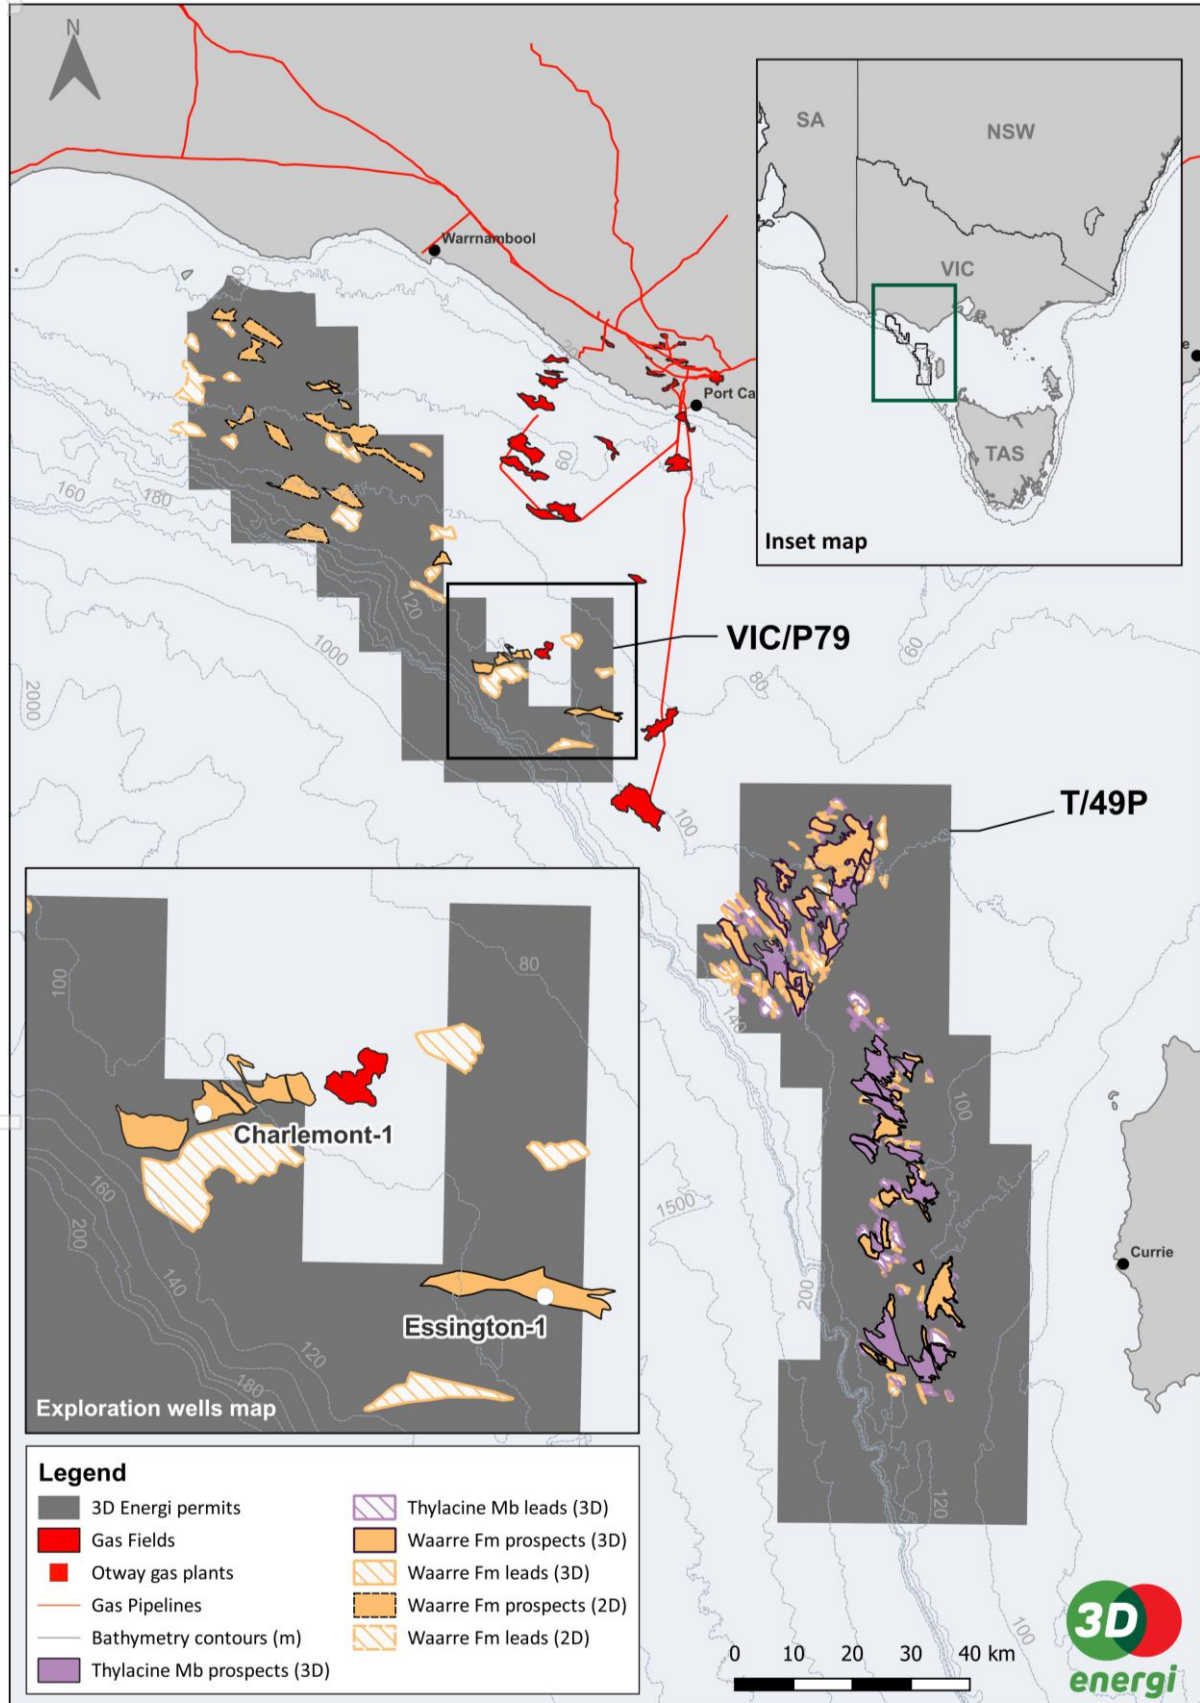 N
SA
NSW
VIC
TAS
Inset map
Warrnambool
Port Ca
e
40
20
60
160
180
120
1000
2000
60
80
VIC/P79
100
T/49P
140
100
1500
200
Currie
120
100
80
100
Charlemont-1
160
200
140
120
180
Essington-1
Exploration wells map
Legend
3D Energi permits
Gas Fields
Otway gas plants
Gas Pipelines
Bathymetry contours (m)
Thylacine Mb prospects (3D)
Thylacine Mb leads (3D)
Waarre Fm prospects (3D)
Waarre Fm leads (3D)
Waarre Fm prospects (2D)
Waarre Fm leads (2D)
0 10 20 30 40 km
3D
energi